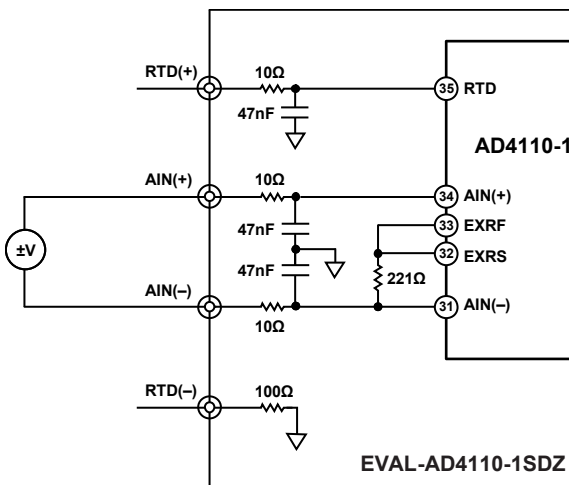 RTD(+)
10Ω
47nF
35
RTD
AD4110-1
AIN(+)
10Ω
34
AIN(+)
33
EXRF
47nF
32
EXRS
±V
47nF
221Ω
AIN(–)
31
AIN(–)
10Ω
RTD(–)
100Ω
EVAL-AD4110-1SDZ